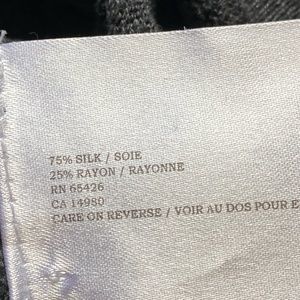 75% SILK / SOIE
25% RAYON / RAYONNE
RN 65426
CA 14980
CARE ON REVERSE / VOIR AU DOS POUR E